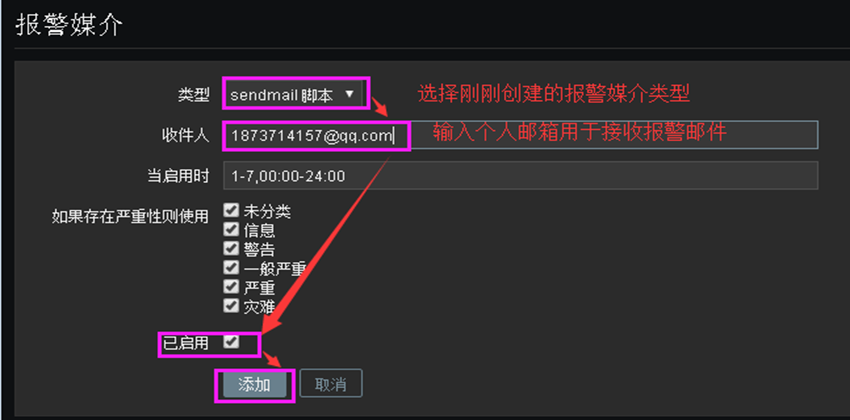 报警媒介
类型 sendmail 脚本 ▼ 选择刚刚创建的报警媒介类型
收件人 1873714157@qq.com 输入个人邮箱用于接收报警邮件
当启用时 1-7,00:00-24:00
如果存在严重性则使用 未分类
信息
警告
一般严重
严重
灾难
已启用
添加 取消